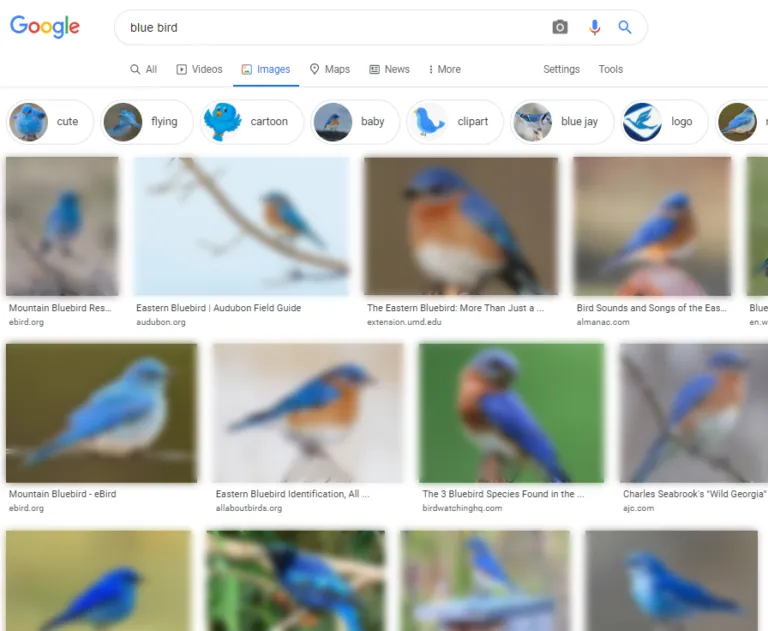 Google
blue bird
All Videos Images Maps News More Settings Tools
cute flying cartoon baby clipart blue jay logo
Mountain Bluebird Res... Eastern Bluebird | Audubon Field Guide The Eastern Bluebird: More Than Just a ... Bird Sounds and Songs of the Eas...
ebird.org audubon.org extension.umd.edu almanac.com en.w
Mountain Bluebird - eBird Eastern Bluebird Identification, All ... The 3 Bluebird Species Found in the ... Charles Seabrook's "Wild Georgia"
ebird.org allaboutbirds.org birdwatchinghq.com ajc.com